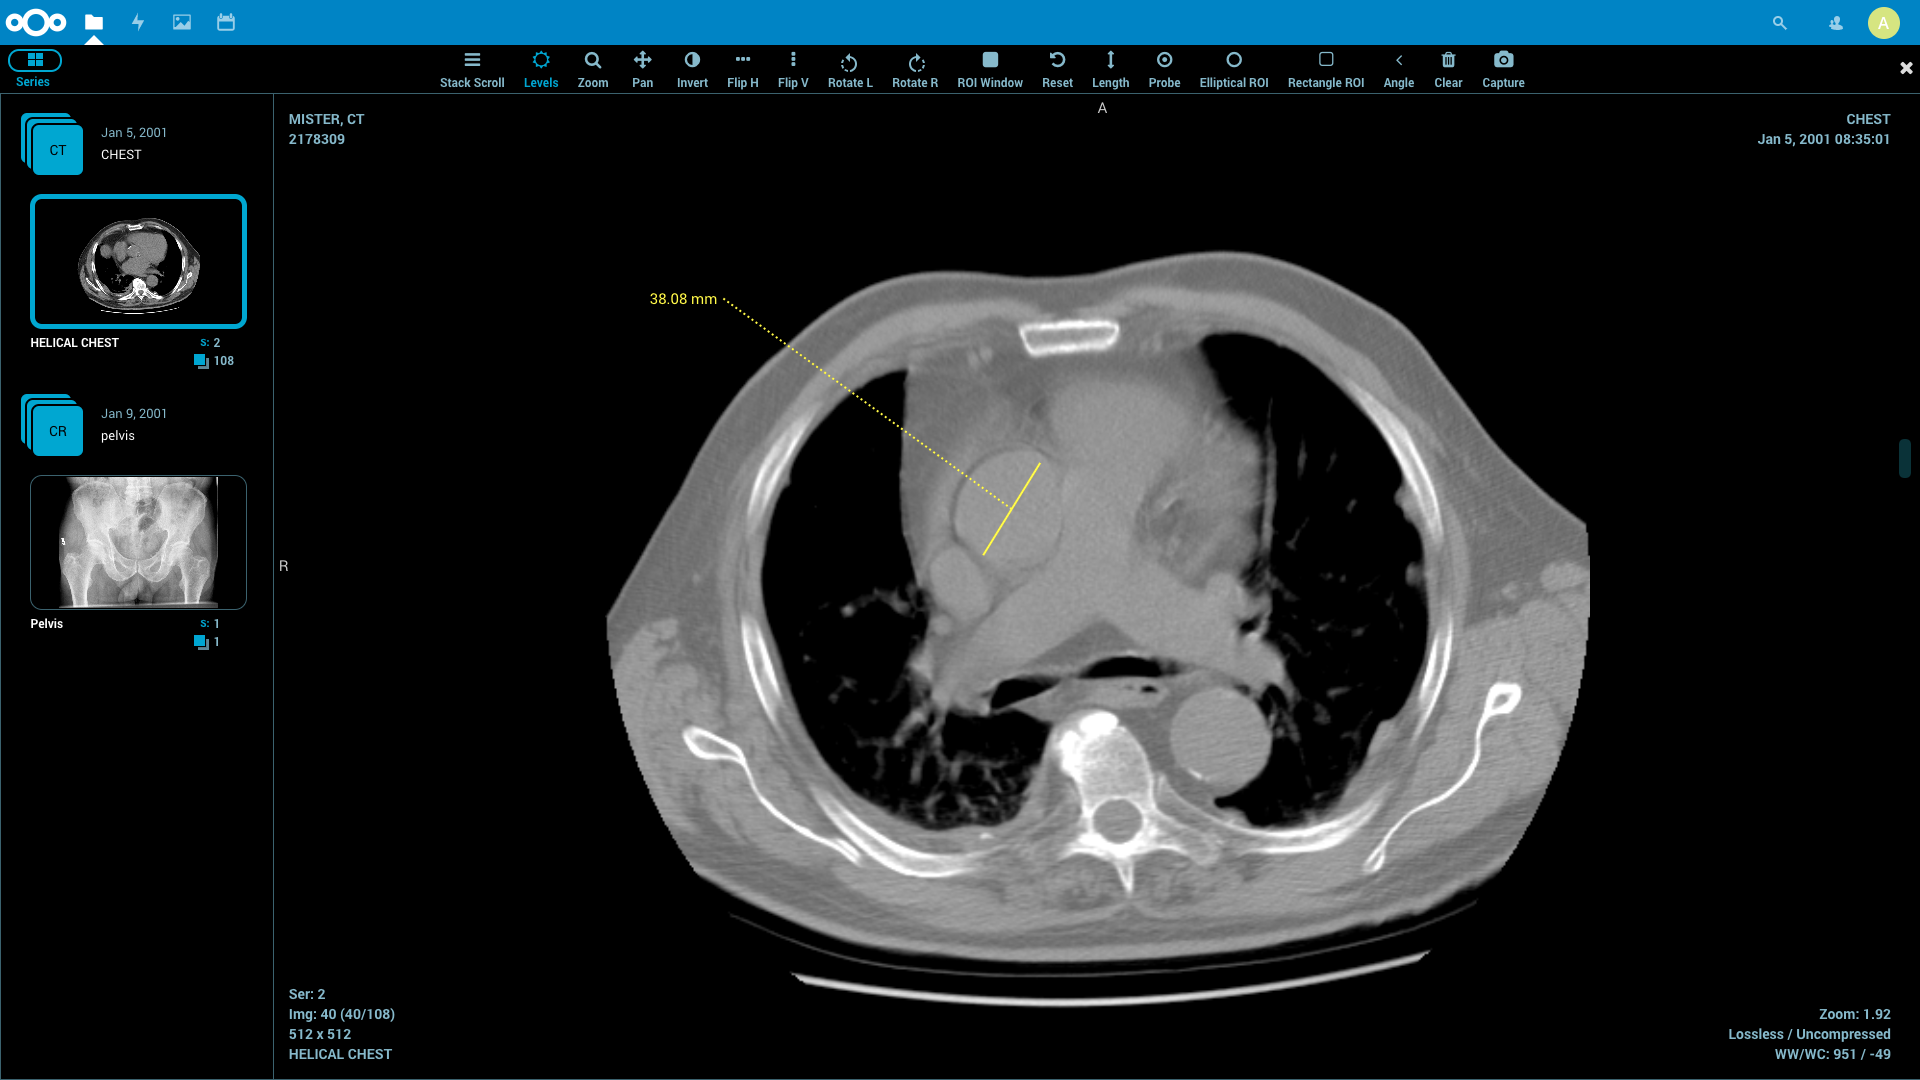 A
Series
Stack Scroll
Levels
Zoom
Pan
Invert
Flip H
Flip V
Rotate L
Rotate R
ROI Window
Reset
Length
Probe
Elliptical ROI
Rectangle ROI
Angle
Clear
Capture
CT
Jan 5, 2001
CHEST
HELICAL CHEST
S: 2
108
CR
Jan 9, 2001
pelvis
Pelvis
S: 1
1
MISTER, CT
2178309
A
CHEST
Jan 5, 2001 08:35:01
38.08 mm
R
Ser: 2
Img: 40 (40/108)
512 x 512
HELICAL CHEST
Zoom: 1.92
Lossless / Uncompressed
WW/WC: 951 / -49